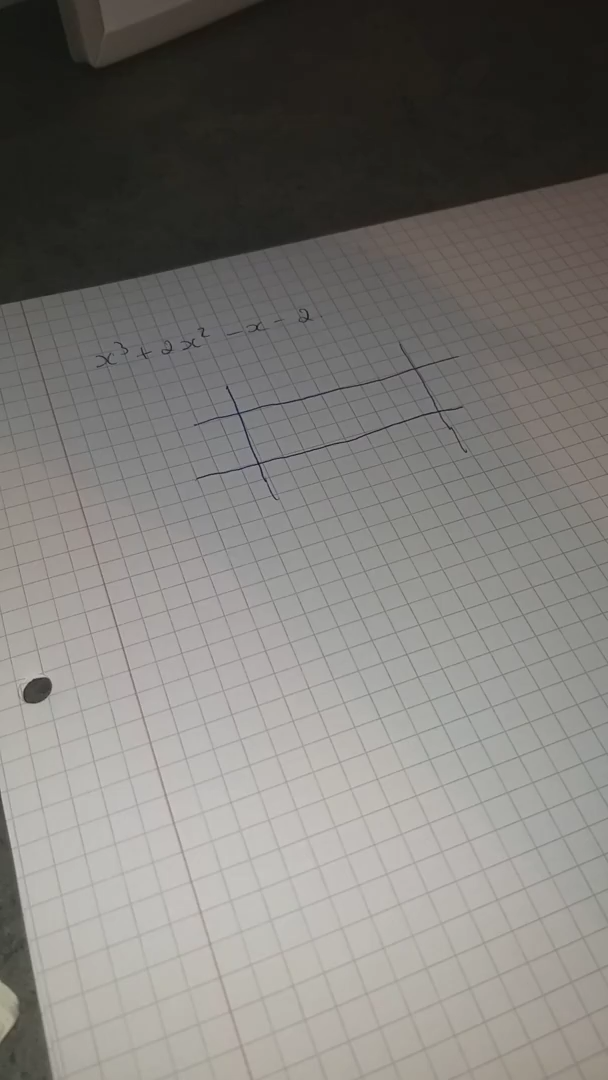 x³ + 2x² - x - 2